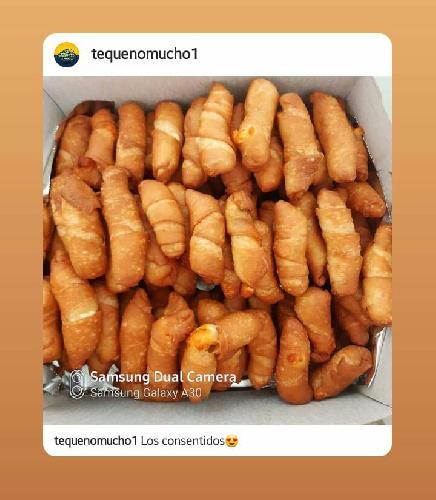 tequenomucho1
Samsung Dual Camera
Samsung Galaxy A30
tequenomucho1 Los consentidos😍